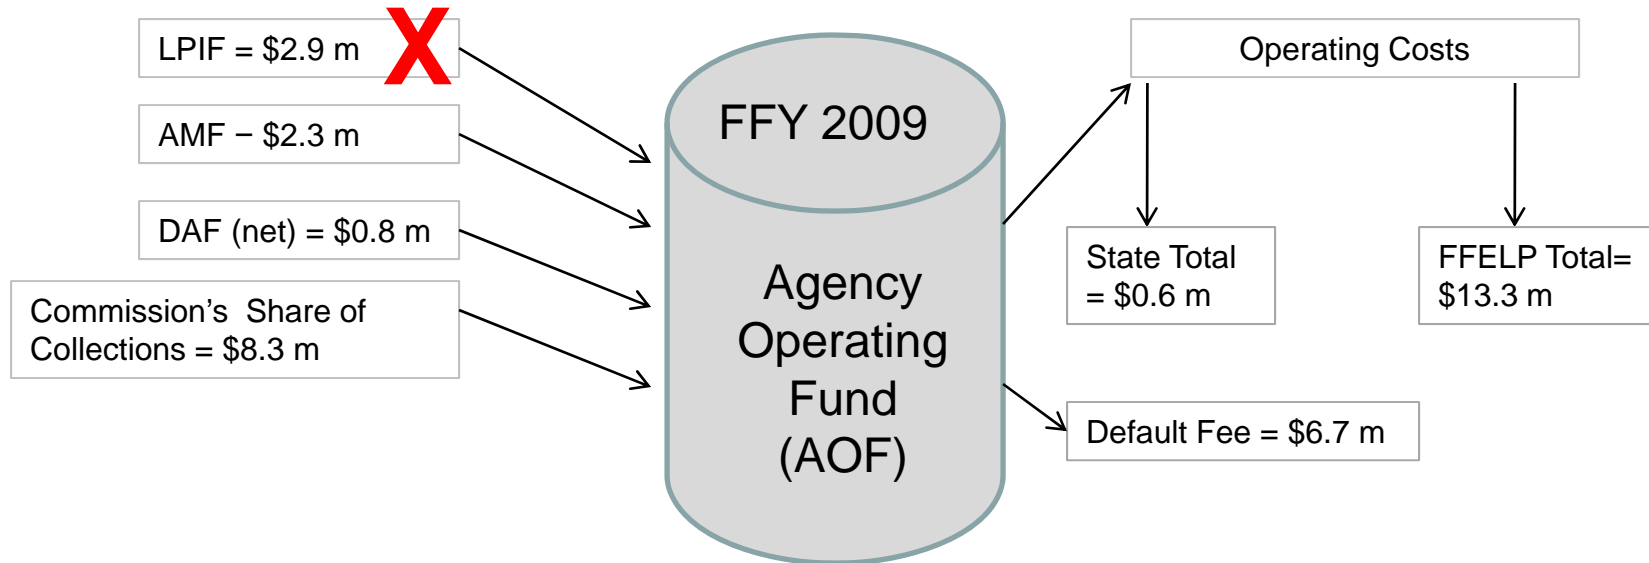 LPIF = $2.9 m
X
AMF − $2.3 m
DAF (net) = $0.8 m
Commission’s  Share of
Collections = $8.3 m
FFY 2009
Agency
Operating
Fund
(AOF)
Operating Costs
State Total
= $0.6 m
FFELP Total=
$13.3 m
Default Fee = $6.7 m